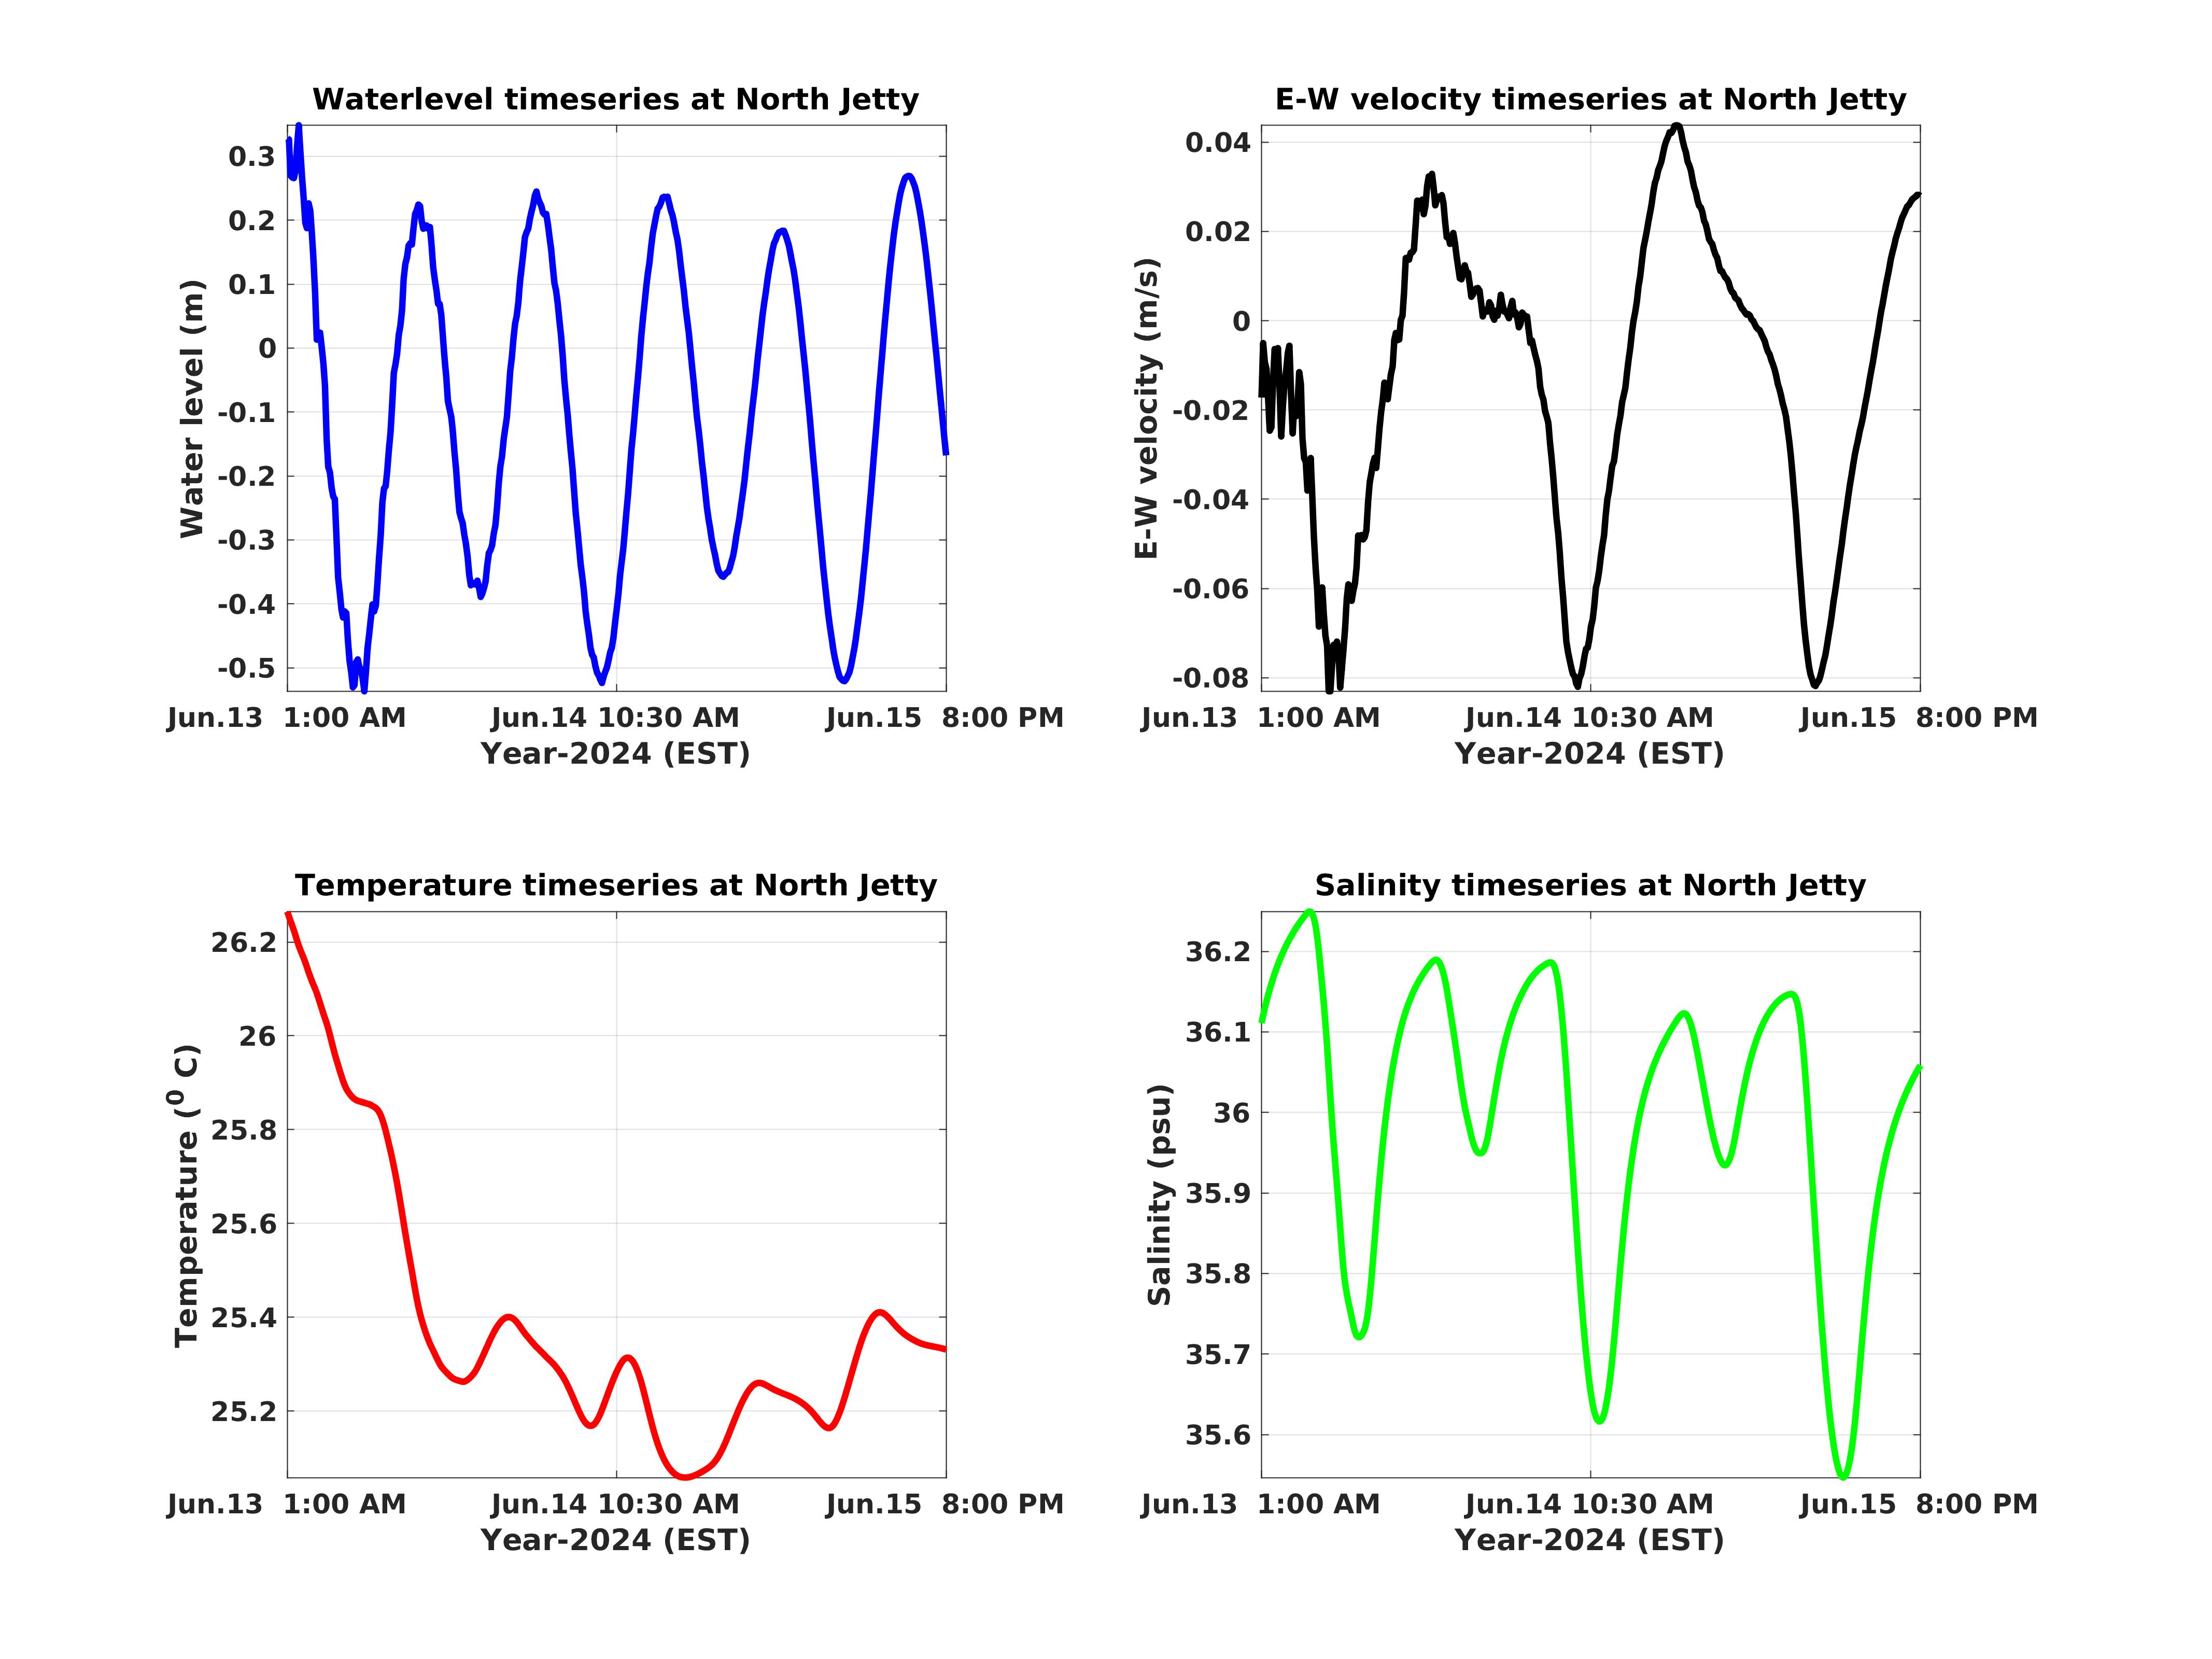 Waterlevel timeseries at North Jetty
0.3
0.2
0.1
0
-0.1
-0.2
-0.3
-0.4
-0.5
Water level (m)
Jun.13 1:00 AM Jun.14 10:30 AM Jun.15 8:00 PM
Year-2024 (EST)
E-W velocity timeseries at North Jetty
0.04
0.02
0
-0.02
-0.04
-0.06
-0.08
E-W velocity (m/s)
Jun.13 1:00 AM Jun.14 10:30 AM Jun.15 8:00 PM
Year-2024 (EST)
Temperature timeseries at North Jetty
26.2
26
25.8
25.6
25.4
25.2
Temperature (⁰ C)
Jun.13 1:00 AM Jun.14 10:30 AM Jun.15 8:00 PM
Year-2024 (EST)
Salinity timeseries at North Jetty
36.2
36.1
36
35.9
35.8
35.7
35.6
Salinity (psu)
Jun.13 1:00 AM Jun.14 10:30 AM Jun.15 8:00 PM
Year-2024 (EST)